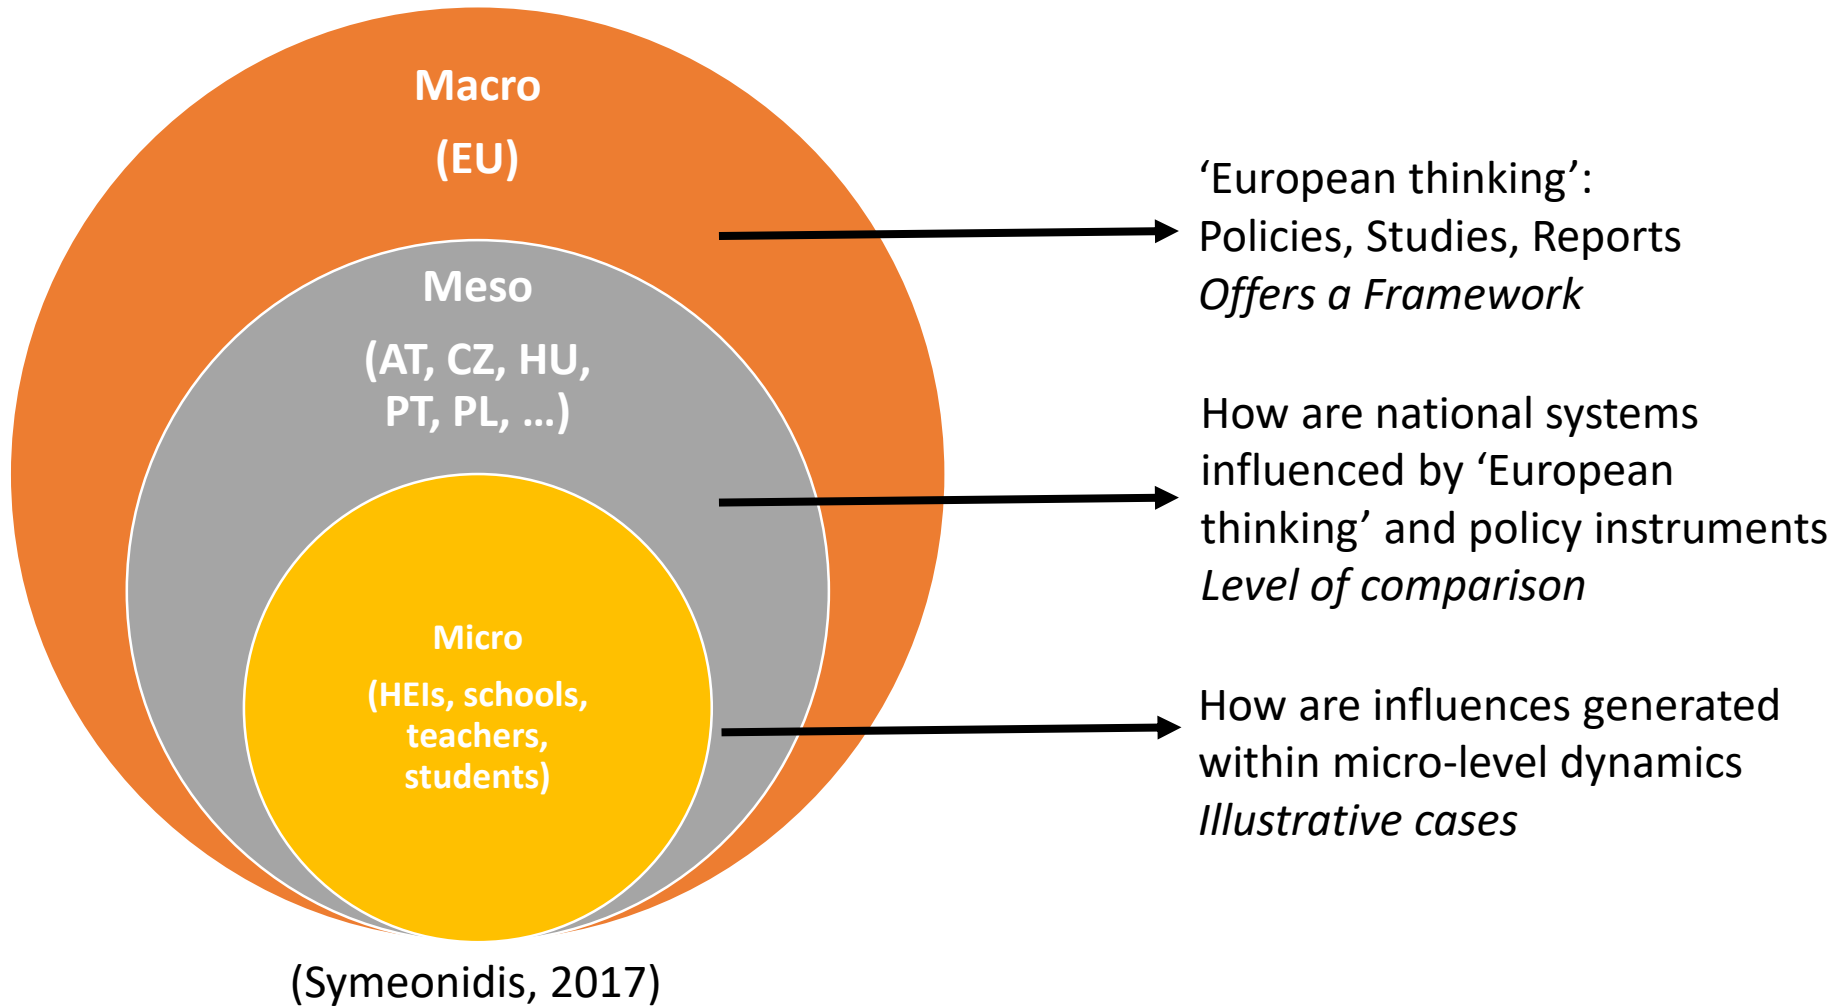 Macro
(EU)
Meso
(AT, CZ, HU,
PT, PL, …)
Micro
(HEIs, schools,
teachers,
students)
(Symeonidis, 2017)
‘European thinking’:
Policies, Studies, Reports
Offers a Framework
How are national systems
influenced by ‘European
thinking’ and policy instruments
Level of comparison
How are influences generated
within micro-level dynamics
Illustrative cases